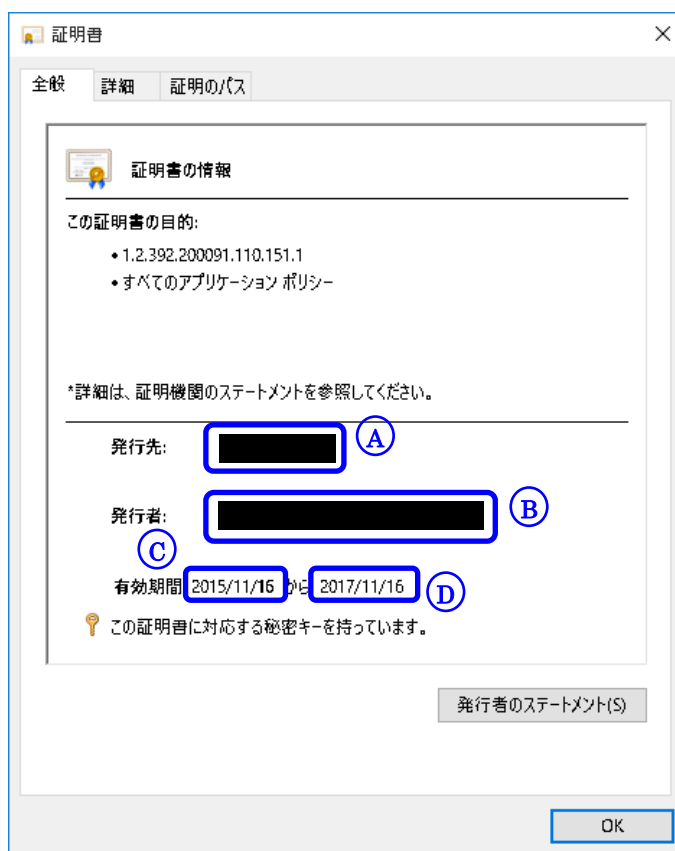 証明書
全般 詳細 証明のパス
証明書の情報
この証明書の目的:
• 1.2.392.200091.110.151.1
• すべてのアプリケーション ポリシー
*詳細は、証明機関のステートメントを参照してください。
発行先: A
発行者: B
C
有効期間 2015/11/16 から 2017/11/16 D
この証明書に対応する秘密キーを持っています。
発行者のステートメント(S)
OK